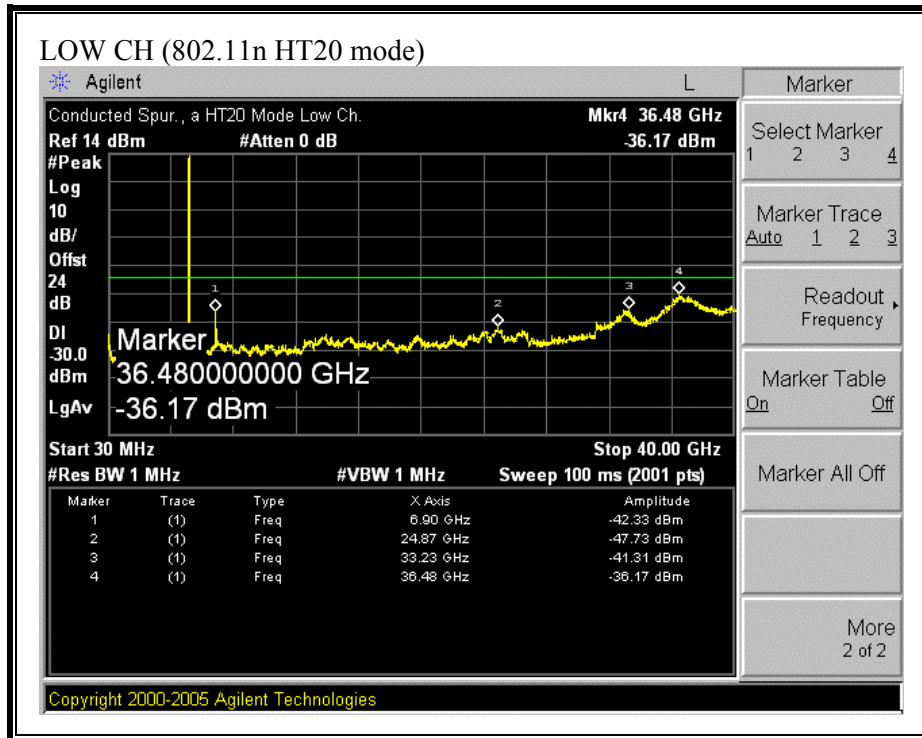 LOW CH (802.11n HT20 mode)
Agilent L
Conducted Spur., a HT20 Mode Low Ch. Mkr4 36.48 GHz
Ref 14 dBm #Atten 0 dB -36.17 dBm
#Peak
Log
10
dB/
Offst
24
dB
DI
-30.0
dBm
LgAv
1
2
3
4
Marker
36.480000000 GHz
-36.17 dBm
Start 30 MHz Stop 40.00 GHz
#Res BW 1 MHz #VBW 1 MHz Sweep 100 ms (2001 pts)
Marker Trace Type X Axis Amplitude
1 (1) Freq 6.90 GHz -42.33 dBm
2 (1) Freq 24.87 GHz -47.73 dBm
3 (1) Freq 33.23 GHz -41.31 dBm
4 (1) Freq 36.48 GHz -36.17 dBm
Marker
Select Marker
1 2 3 4
Marker Trace
Auto 1 2 3
Readout
Frequency
Marker Table
On Off
Marker All Off
More
2 of 2
Copyright 2000-2005 Agilent Technologies